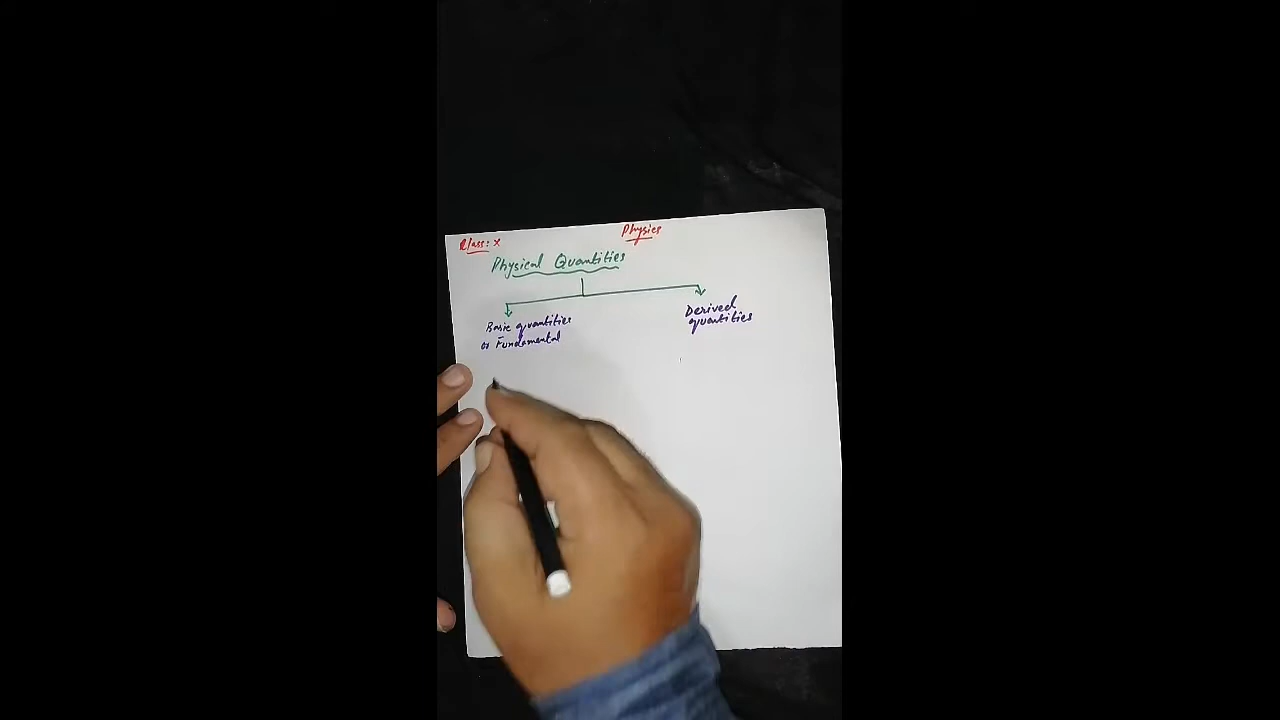 Class: X
Physics
Physical Quantities
Basic quantities
or Fundamental
Derived
quantities